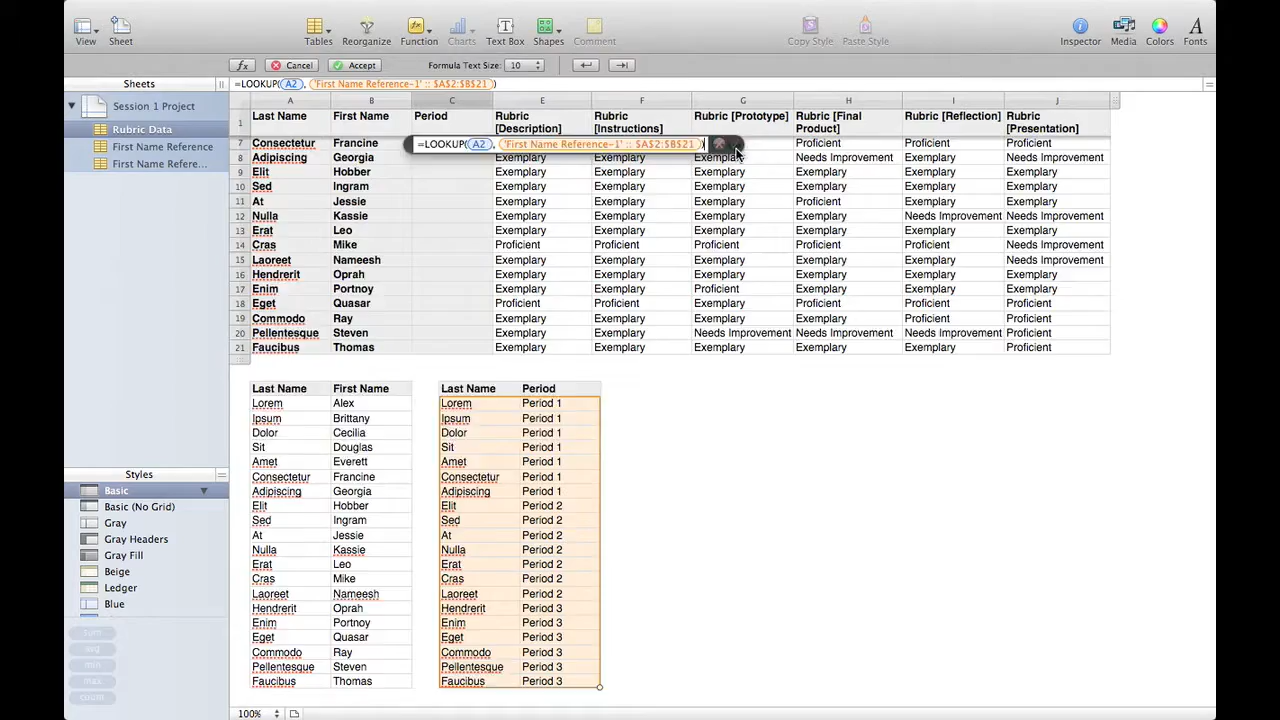 View Sheet Tables Reorganize Function Charts Text Box Shapes Comment Copy Style Paste Style Inspector Media Colors Fonts
fx Cancel Accept Formula Text Size: 10
Sheets =LOOKUP( A2, 'First Name Reference-1' :: $A$2:$B$21 )
A B C E F G H I J
Session 1 Project
Rubric Data
First Name Reference
First Name Refere...
1 Last Name First Name Period Rubric [Description] Rubric [Instructions] Rubric [Prototype] Rubric [Final Product] Rubric [Reflection] Rubric [Presentation]
7 Consectetur Francine =LOOKUP( A2, 'First Name Reference-1' :: $A$2:$B$21 ) Proficient Exemplary Proficient
8 Adipiscing Georgia Exemplary Exemplary Exemplary Needs Improvement Exemplary Needs Improvement
9 Elit Hobber Exemplary Exemplary Exemplary Exemplary Exemplary Exemplary
10 Sed Ingram Exemplary Exemplary Exemplary Exemplary Exemplary Exemplary
11 At Jessie Exemplary Exemplary Exemplary Proficient Exemplary Exemplary
12 Nulla Kassie Exemplary Exemplary Exemplary Exemplary Needs Improvement Needs Improvement
13 Erat Leo Exemplary Exemplary Exemplary Exemplary Exemplary Exemplary
14 Cras Mike Proficient Proficient Proficient Proficient Proficient Needs Improvement
15 Laoreet Nameesh Exemplary Exemplary Exemplary Exemplary Exemplary Needs Improvement
16 Hendrerit Oprah Exemplary Exemplary Exemplary Exemplary Exemplary Exemplary
17 Enim Portnoy Exemplary Exemplary Proficient Exemplary Exemplary Exemplary
18 Eget Quasar Proficient Proficient Exemplary Proficient Exemplary Proficient
19 Commodo Ray Exemplary Exemplary Exemplary Exemplary Proficient Exemplary
20 Pellentesque Steven Exemplary Exemplary Needs Improvement Needs Improvement Needs Improvement Proficient
21 Faucibus Thomas Exemplary Exemplary Exemplary Exemplary Exemplary Proficient
Last Name First Name Last Name Period
Lorem Alex Lorem Period 1
Ipsum Brittany Ipsum Period 1
Dolor Cecilia Dolor Period 1
Sit Douglas Sit Period 1
Amet Everett Amet Period 1
Consectetur Francine Consectetur Period 1
Adipiscing Georgia Adipiscing Period 1
Elit Hobber Elit Period 2
Sed Ingram Sed Period 2
At Jessie At Period 2
Nulla Kassie Nulla Period 2
Erat Leo Erat Period 2
Cras Mike Cras Period 2
Laoreet Nameesh Laoreet Period 2
Hendrerit Oprah Hendrerit Period 3
Enim Portnoy Enim Period 3
Eget Quasar Eget Period 3
Commodo Ray Commodo Period 3
Pellentesque Steven Pellentesque Period 3
Faucibus Thomas Faucibus Period 3
Styles
Basic
Basic (No Grid)
Gray
Gray Headers
Gray Fill
Beige
Ledger
Blue
sum
avg
min
max
count
100%